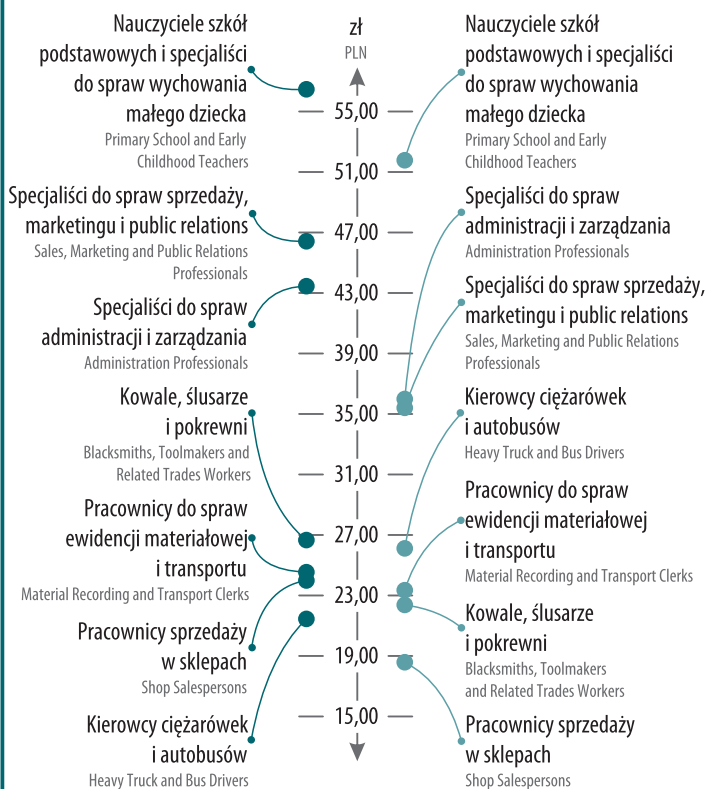 Nauczyciele szkół
podstawowych i specjaliści
do spraw wychowania
małego dziecka
Primary School and Early
Childhood Teachers
Specjaliści do spraw sprzedaży,
marketingu i public relations
Sales, Marketing and Public Relations
Professionals
Specjaliści do spraw
administracji i zarządzania
Administration Professionals
Kowale, ślusarze
i pokrewni
Blacksmiths, Toolmakers and
Related Trades Workers
Pracownicy do spraw
ewidencji materiałowej
i transportu
Material Recording and Transport Clerks
Pracownicy sprzedaży
w sklepach
Shop Salespersons
Kierowcy ciężarówek
i autobusów
Heavy Truck and Bus Drivers
zł
PLN
55,00
51,00
47,00
43,00
39,00
35,00
31,00
27,00
23,00
19,00
15,00
Nauczyciele szkół
podstawowych i specjaliści
do spraw wychowania
małego dziecka
Primary School and Early
Childhood Teachers
Specjaliści do spraw
administracji i zarządzania
Administration Professionals
Specjaliści do spraw sprzedaży,
marketingu i public relations
Sales, Marketing and Public Relations
Professionals
Kierowcy ciężarówek
i autobusów
Heavy Truck and Bus Drivers
Pracownicy do spraw
ewidencji materiałowej
i transportu
Material Recording and Transport Clerks
Kowale, ślusarze
i pokrewni
Blacksmiths, Toolmakers
and Related Trades Workers
Pracownicy sprzedaży
w sklepach
Shop Salespersons